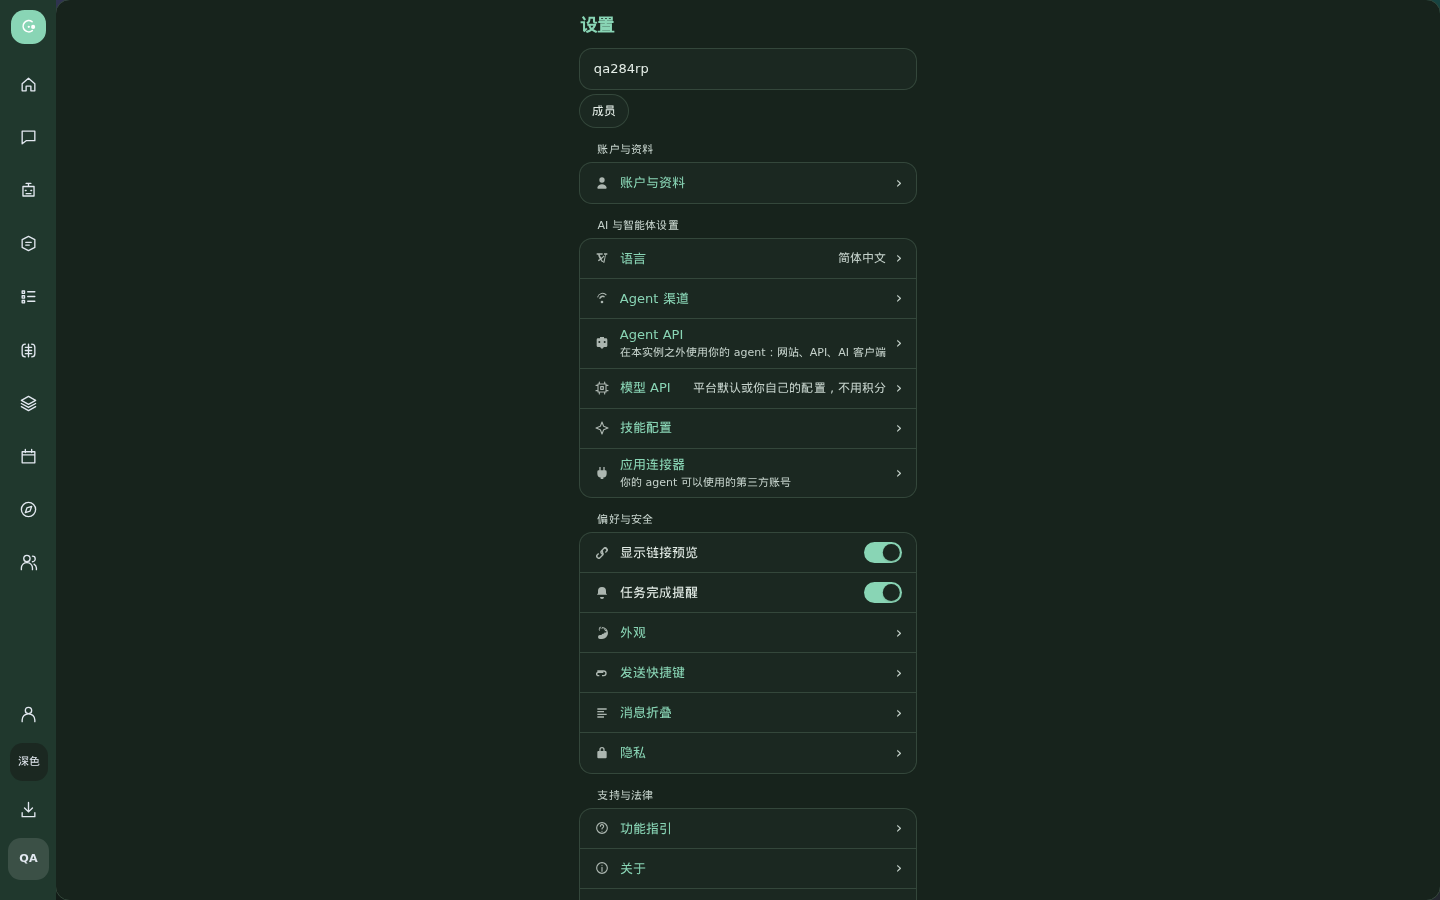 设置
qa284rp
成员
账户与资料
账户与资料
AI 与智能体设置
语言 简体中文
Agent 渠道
Agent API
在本实例之外使用你的 agent：网站、API、AI 客户端
模型 API 平台默认或你自己的配置，不用积分
技能配置
应用连接器
你的 agent 可以使用的第三方账号
偏好与安全
显示链接预览
任务完成提醒
外观
发送快捷键
消息折叠
隐私
支持与法律
功能指引
关于
深色
QA